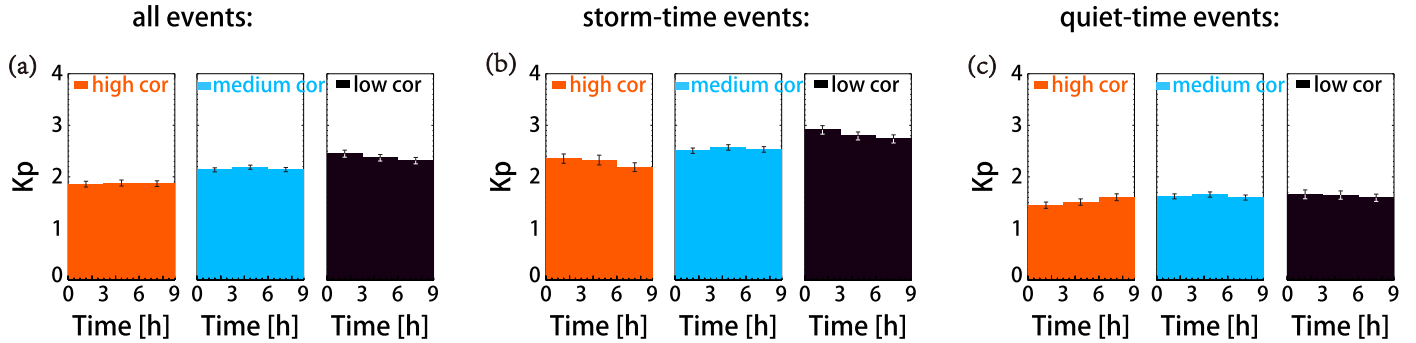 all events:
storm-time events:
quiet-time events:
(a)
Kp
4
3
2
1
0
high cor
medium cor
low cor
0 3 6 9
0 3 6 9
0 3 6 9
Time [h]
Time [h]
Time [h]
(b)
Kp
4
3
2
1
0
high cor
medium cor
low cor
0 3 6 9
0 3 6 9
0 3 6 9
Time [h]
Time [h]
Time [h]
(c)
Kp
4
3
2
1
0
high cor
medium cor
low cor
0 3 6 9
0 3 6 9
0 3 6 9
Time [h]
Time [h]
Time [h]